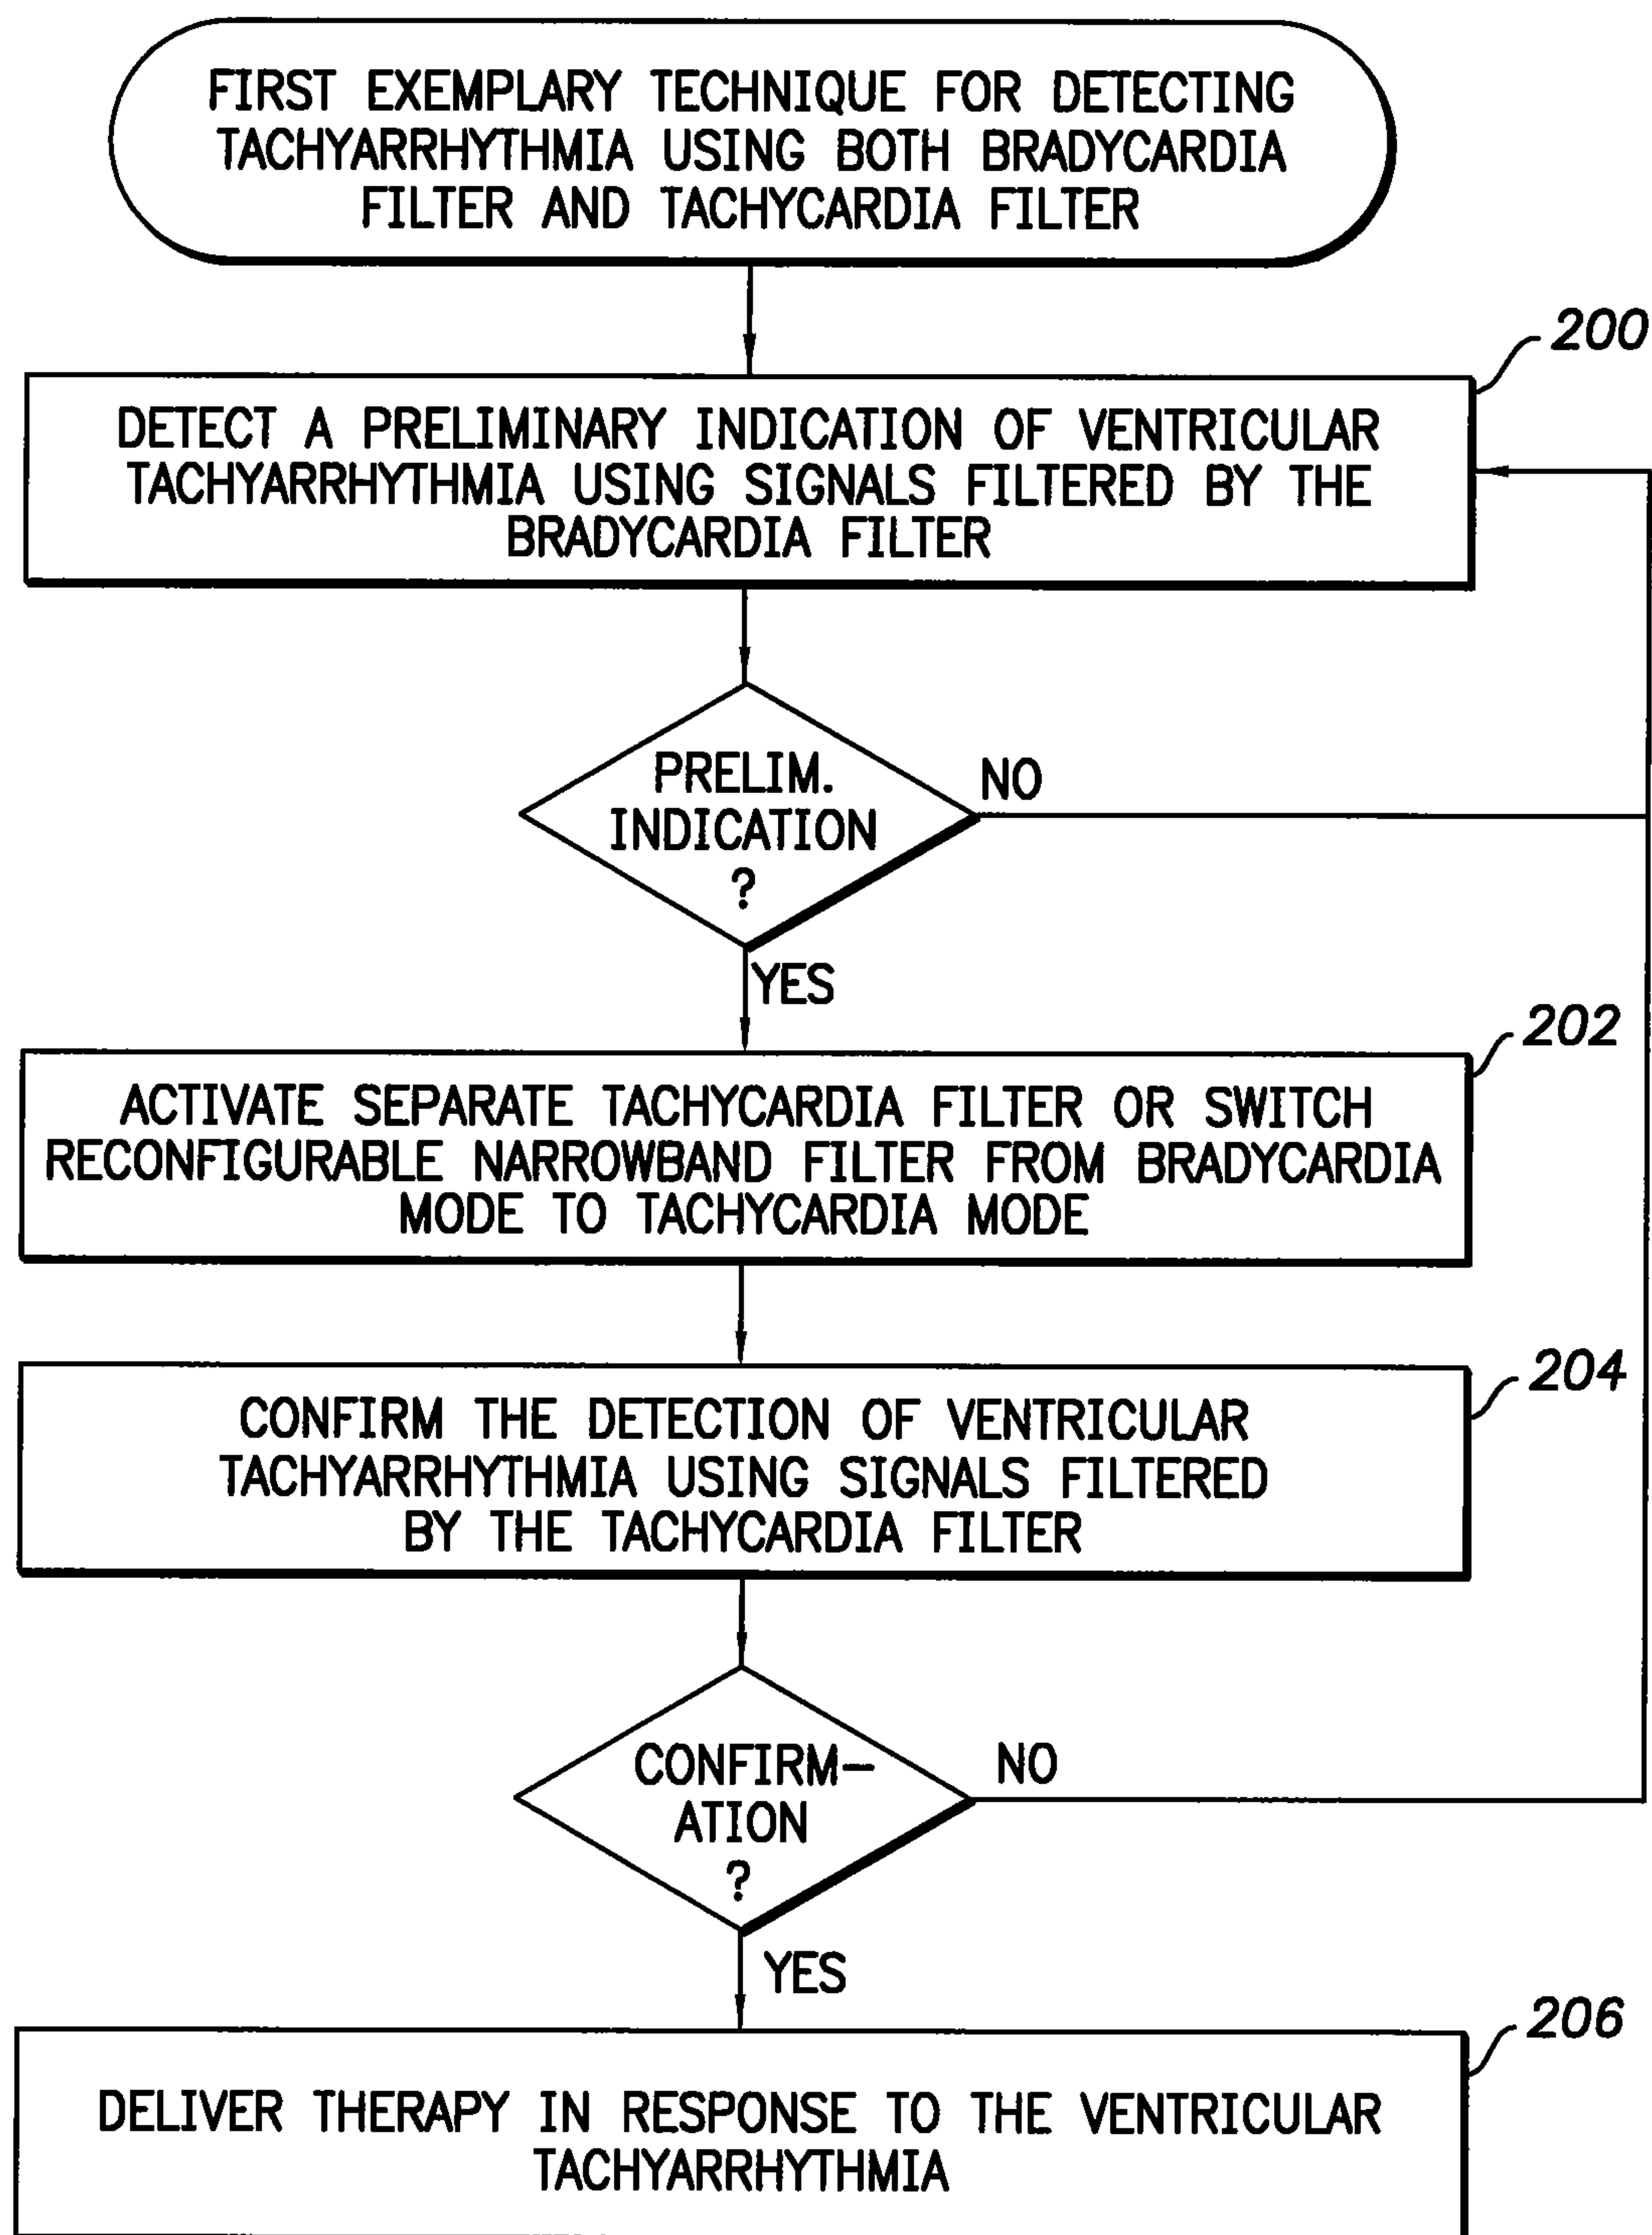 FIRST EXEMPLARY TECHNIQUE FOR DETECTING
TACHYARRHYTHMIA USING BOTH BRADYCARDIA
FILTER AND TACHYCARDIA FILTER
200
DETECT A PRELIMINARY INDICATION OF VENTRICULAR
TACHYARRHYTHMIA USING SIGNALS FILTERED BY THE
BRADYCARDIA FILTER
PRELIM.
INDICATION
?
NO
YES
202
ACTIVATE SEPARATE TACHYCARDIA FILTER OR SWITCH
RECONFIGURABLE NARROWBAND FILTER FROM BRADYCARDIA
MODE TO TACHYCARDIA MODE
204
CONFIRM THE DETECTION OF VENTRICULAR
TACHYARRHYTHMIA USING SIGNALS FILTERED
BY THE TACHYCARDIA FILTER
CONFIRM-
ATION
?
NO
YES
206
DELIVER THERAPY IN RESPONSE TO THE VENTRICULAR
TACHYARRHYTHMIA